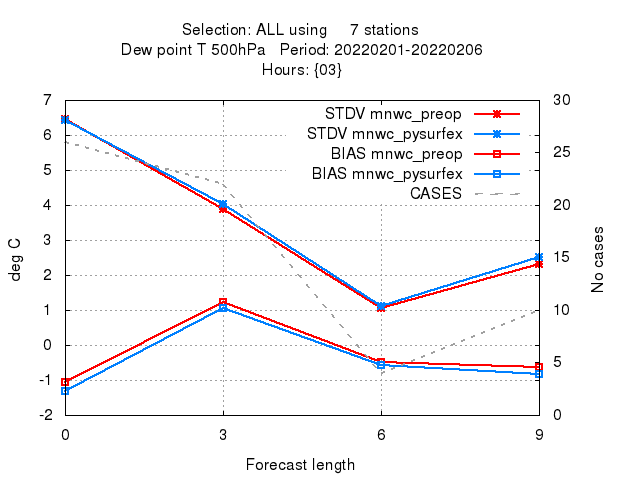 Selection: ALL using 7 stations
Dew point T 500hPa Period: 20220201-20220206
Hours: {03}
STDV mnwc_preop
STDV mnwc_pysurfex
BIAS mnwc_preop
BIAS mnwc_pysurfex
CASES
7
6
5
4
3
2
1
0
-1
-2
deg C
30
25
20
15
10
5
0
No cases
0 3 6 9
Forecast length